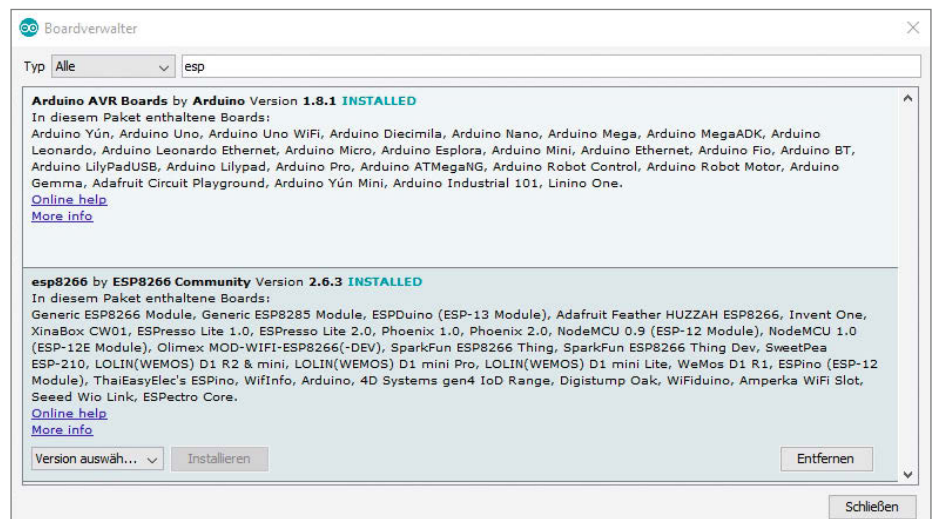 Boardverwalter
Typ Alle esp
Arduino AVR Boards by Arduino Version 1.8.1 INSTALLED
In diesem Paket enthaltene Boards:
Arduino Yún, Arduino Uno, Arduino Uno WiFi, Arduino Diecimila, Arduino Nano, Arduino Mega, Arduino MegaADK, Arduino
Leonardo, Arduino Leonardo Ethernet, Arduino Micro, Arduino Esplora, Arduino Mini, Arduino Ethernet, Arduino Fio, Arduino BT,
Arduino LilyPadUSB, Arduino Lilypad, Arduino Pro, Arduino ATMegaNG, Arduino Robot Control, Arduino Robot Motor, Arduino
Gemma, Adafruit Circuit Playground, Arduino Yún Mini, Arduino Industrial 101, Linino One.
Online help
More info
esp8266 by ESP8266 Community Version 2.6.3 INSTALLED
In diesem Paket enthaltene Boards:
Generic ESP8266 Module, Generic ESP8285 Module, ESPDuino (ESP-13 Module), Adafruit Feather HUZZAH ESP8266, Invent One,
XinaBox CW01, ESPresso Lite 1.0, ESPresso Lite 2.0, Phoenix 1.0, Phoenix 2.0, NodeMCU 0.9 (ESP-12 Module), NodeMCU 1.0
(ESP-12E Module), Olimex MOD-WIFI-ESP8266(-DEV), SparkFun ESP8266 Thing, SparkFun ESP8266 Thing Dev, SweetPea
ESP-210, LOLIN(WEMOS) D1 R2 & mini, LOLIN(WEMOS) D1 mini Pro, LOLIN(WEMOS) D1 mini Lite, WeMos D1 R1, ESPino (ESP-12
Module), ThaiEasyElec's ESPino, WifInfo, Arduino, 4D Systems gen4 IoD Range, Digistump Oak, WiFiduino, Amperka WiFi Slot,
Seeed Wio Link, ESPectro Core.
Online help
More info
Version auswäh... Installieren Entfernen
Schließen